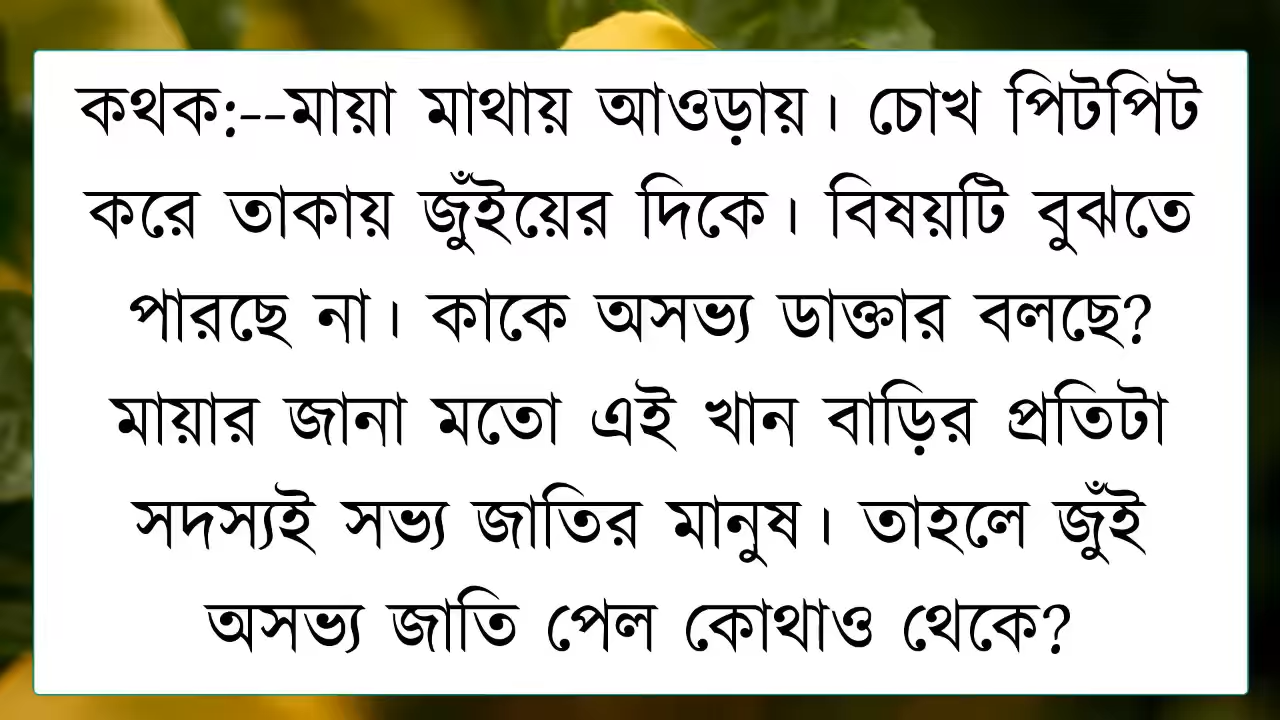 কথক:--মায়া মাথায় আওড়ায়। চোখ পিটপিট
করে তাকায় জুঁইয়ের দিকে। বিষয়টি বুঝতে
পারছে না। কাকে অসভ্য ডাক্তার বলছে?
মায়ার জানা মতো এই খান বাড়ির প্রতিটা
সদস্যই সভ্য জাতির মানুষ। তাহলে জুঁই
অসভ্য জাতি পেল কোথাও থেকে?